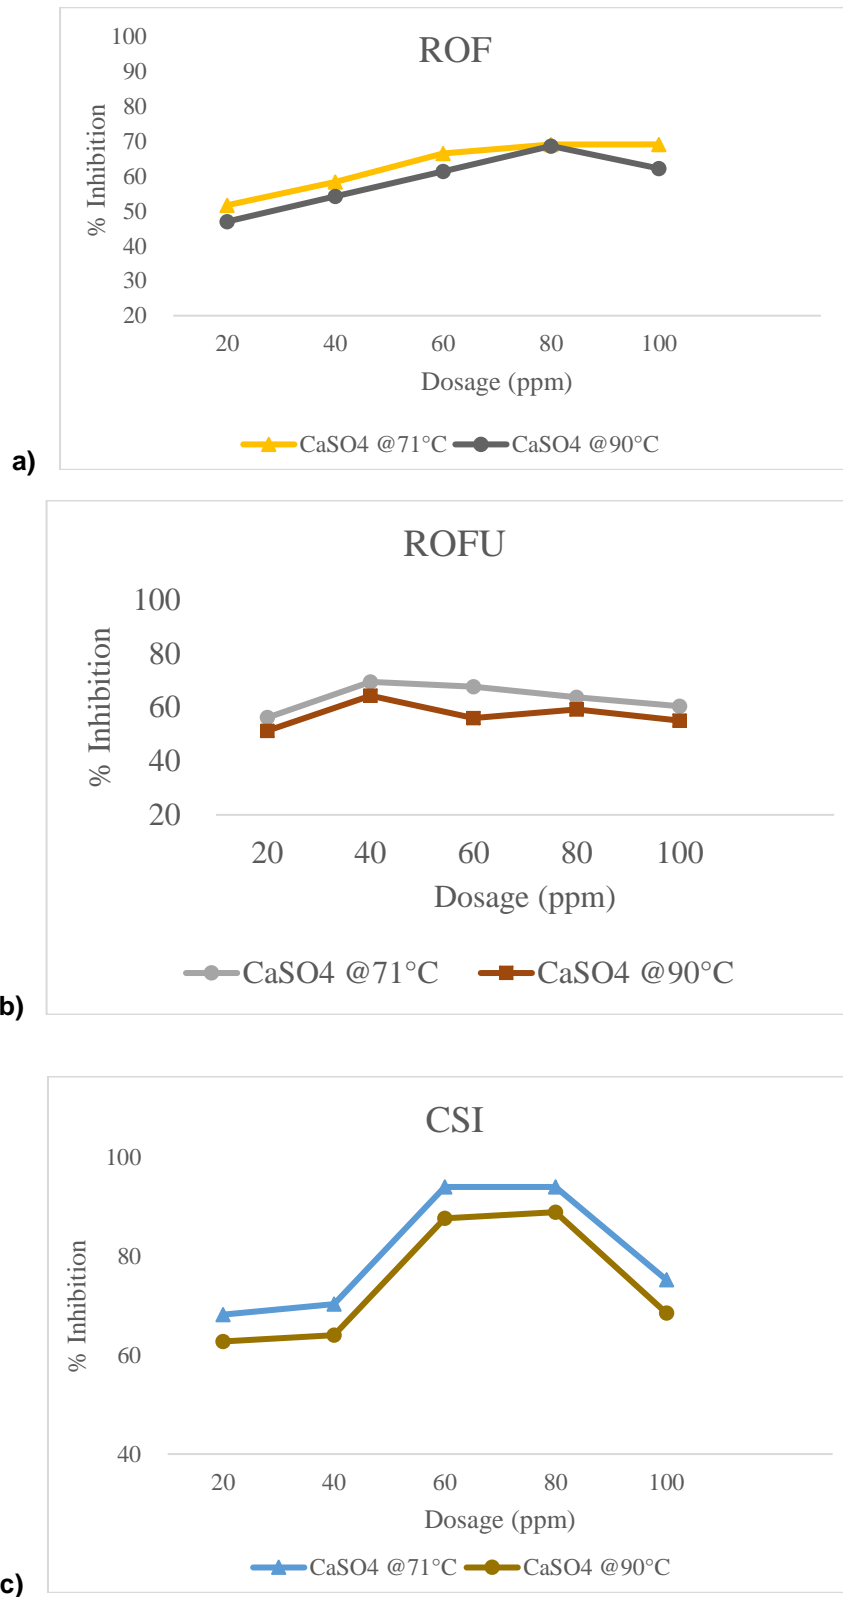 ROF
100
90
80
70
60
50
40
30
20
% Inhibition
20 40 60 80 100
Dosage (ppm)
CaSO4 @71°C CaSO4 @90°C
a)
ROFU
100
80
60
40
20
% Inhibition
20 40 60 80 100
Dosage (ppm)
CaSO4 @71°C CaSO4 @90°C
b)
CSI
100
80
60
40
% Inhibition
20 40 60 80 100
Dosage (ppm)
CaSO4 @71°C CaSO4 @90°C
c)